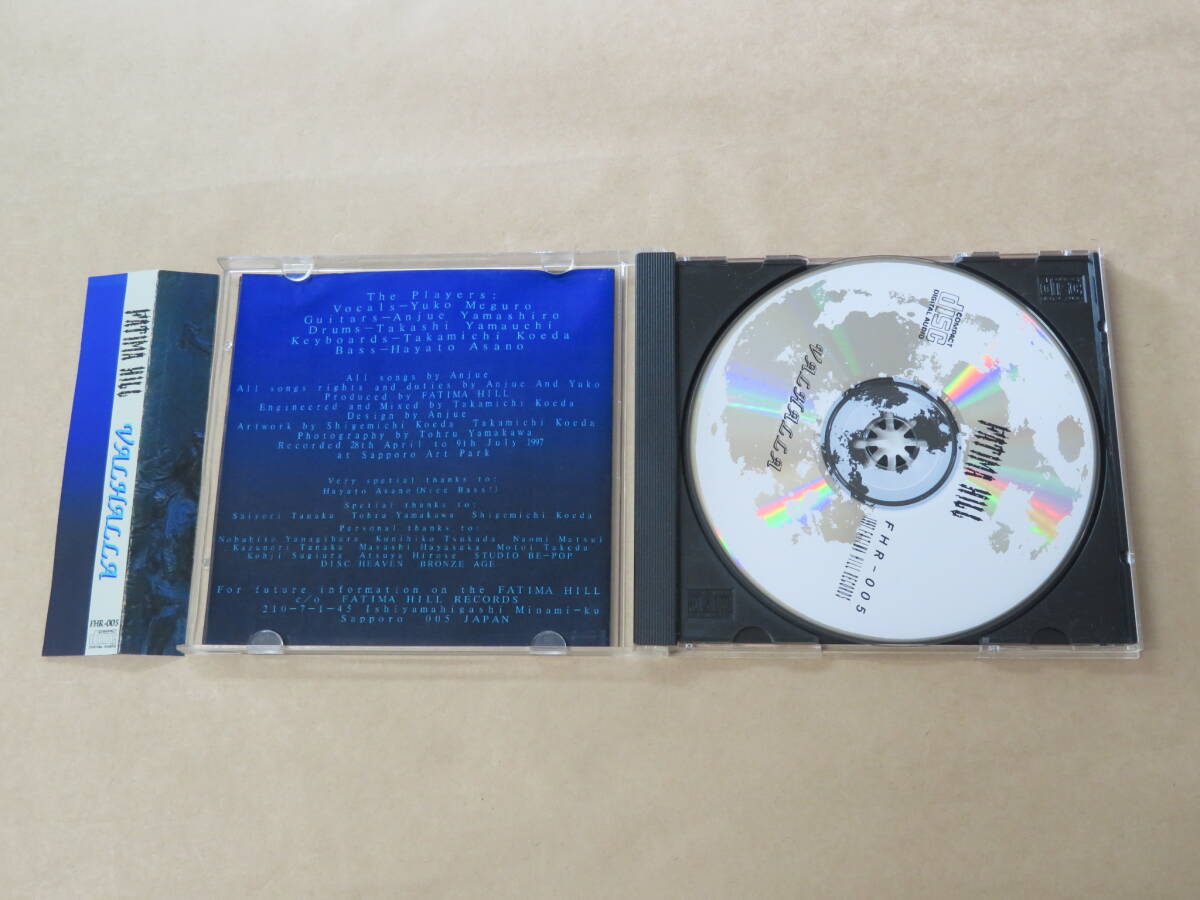 FATIMA HILL
VALHALLA
FHR-005
The Players:
Vocals—Yuko Meguro
Guitars—Anjue Yamashiro
Drums—Takashi Yamauchi
Keyboards—Takamichi Koeda
Bass—Hayato Asano
All songs by Anjue
All songs rights and duties by Anjue And Yuko
Produced by FATIMA HILL
Engineered and Mixed by Takamichi Koeda
Design by Anjue
Artwork by Shigemichi Koeda Takamichi Koeda
Photography by Tohru Yamakawa
Recorded 28th April to 9th July 1997
at Sapporo Art Park
Very spetial thanks to:
Hayato Asano(Nice Bass!)
Spetial thanks to:
Tanaka Tohru Yamakawa Shigemichi Koeda
Personal thanks to:
Nobuhito Yanagihara Kunihiko Tsukada Naomi Matsui
Kazunori Tanaka Masashi Hayasaka Motoi Takeda
Kohji Sugiura Atsuya Hirose STUDIO BE-POP
DISC HEAVEN BRONZE AGE
For future information on the FATIMA HILL
c/o FATIMA HILL RECORDS
210-7-1-45 Ishiyamahigashi Minami-ku
Sapporo 005 JAPAN
COMPACT
disc
DIGITAL AUDIO
VALHALLA
FATIMA HILL
FHR-005
HILL RECORDS